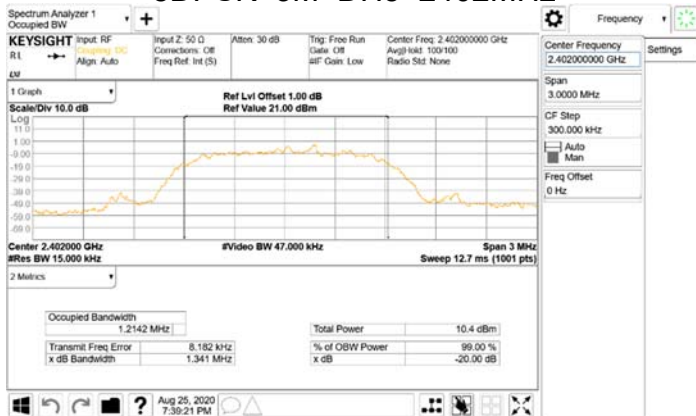 Spectrum Analyzer 1
Occupied BW
+
Frequency
KEYSIGHT
RL
LXI
Input: RF
Coupling: DC
Align: Auto
Input Z: 50 Ω
Corrections: Off
Freq Ref: Int (S)
Atten: 30 dB
Trig: Free Run
Gate: Off
#IF Gain: Low
Center Freq: 2.402000000 GHz
Avg|Hold: 100/100
Radio Std: None
Center Frequency
2.402000000 GHz
Settings
Span
3.0000 MHz
CF Step
300.000 kHz
Auto
Man
Freq Offset
0 Hz
1 Graph
Scale/Div 10.0 dB
Ref Lvl Offset 1.00 dB
Ref Value 21.00 dBm
Log
11.0
1.00
-9.00
-19.0
-29.0
-39.0
-49.0
-59.0
-69.0
Center 2.402000 GHz
#Res BW 15.000 kHz
#Video BW 47.000 kHz
Span 3 MHz
Sweep 12.7 ms (1001 pts)
2 Metrics
Occupied Bandwidth
1.2142 MHz
Total Power
10.4 dBm
Transmit Freq Error
8.182 kHz
% of OBW Power
99.00 %
x dB Bandwidth
1.341 MHz
x dB
-20.00 dB
?
Aug 25, 2020
7:39:21 PM